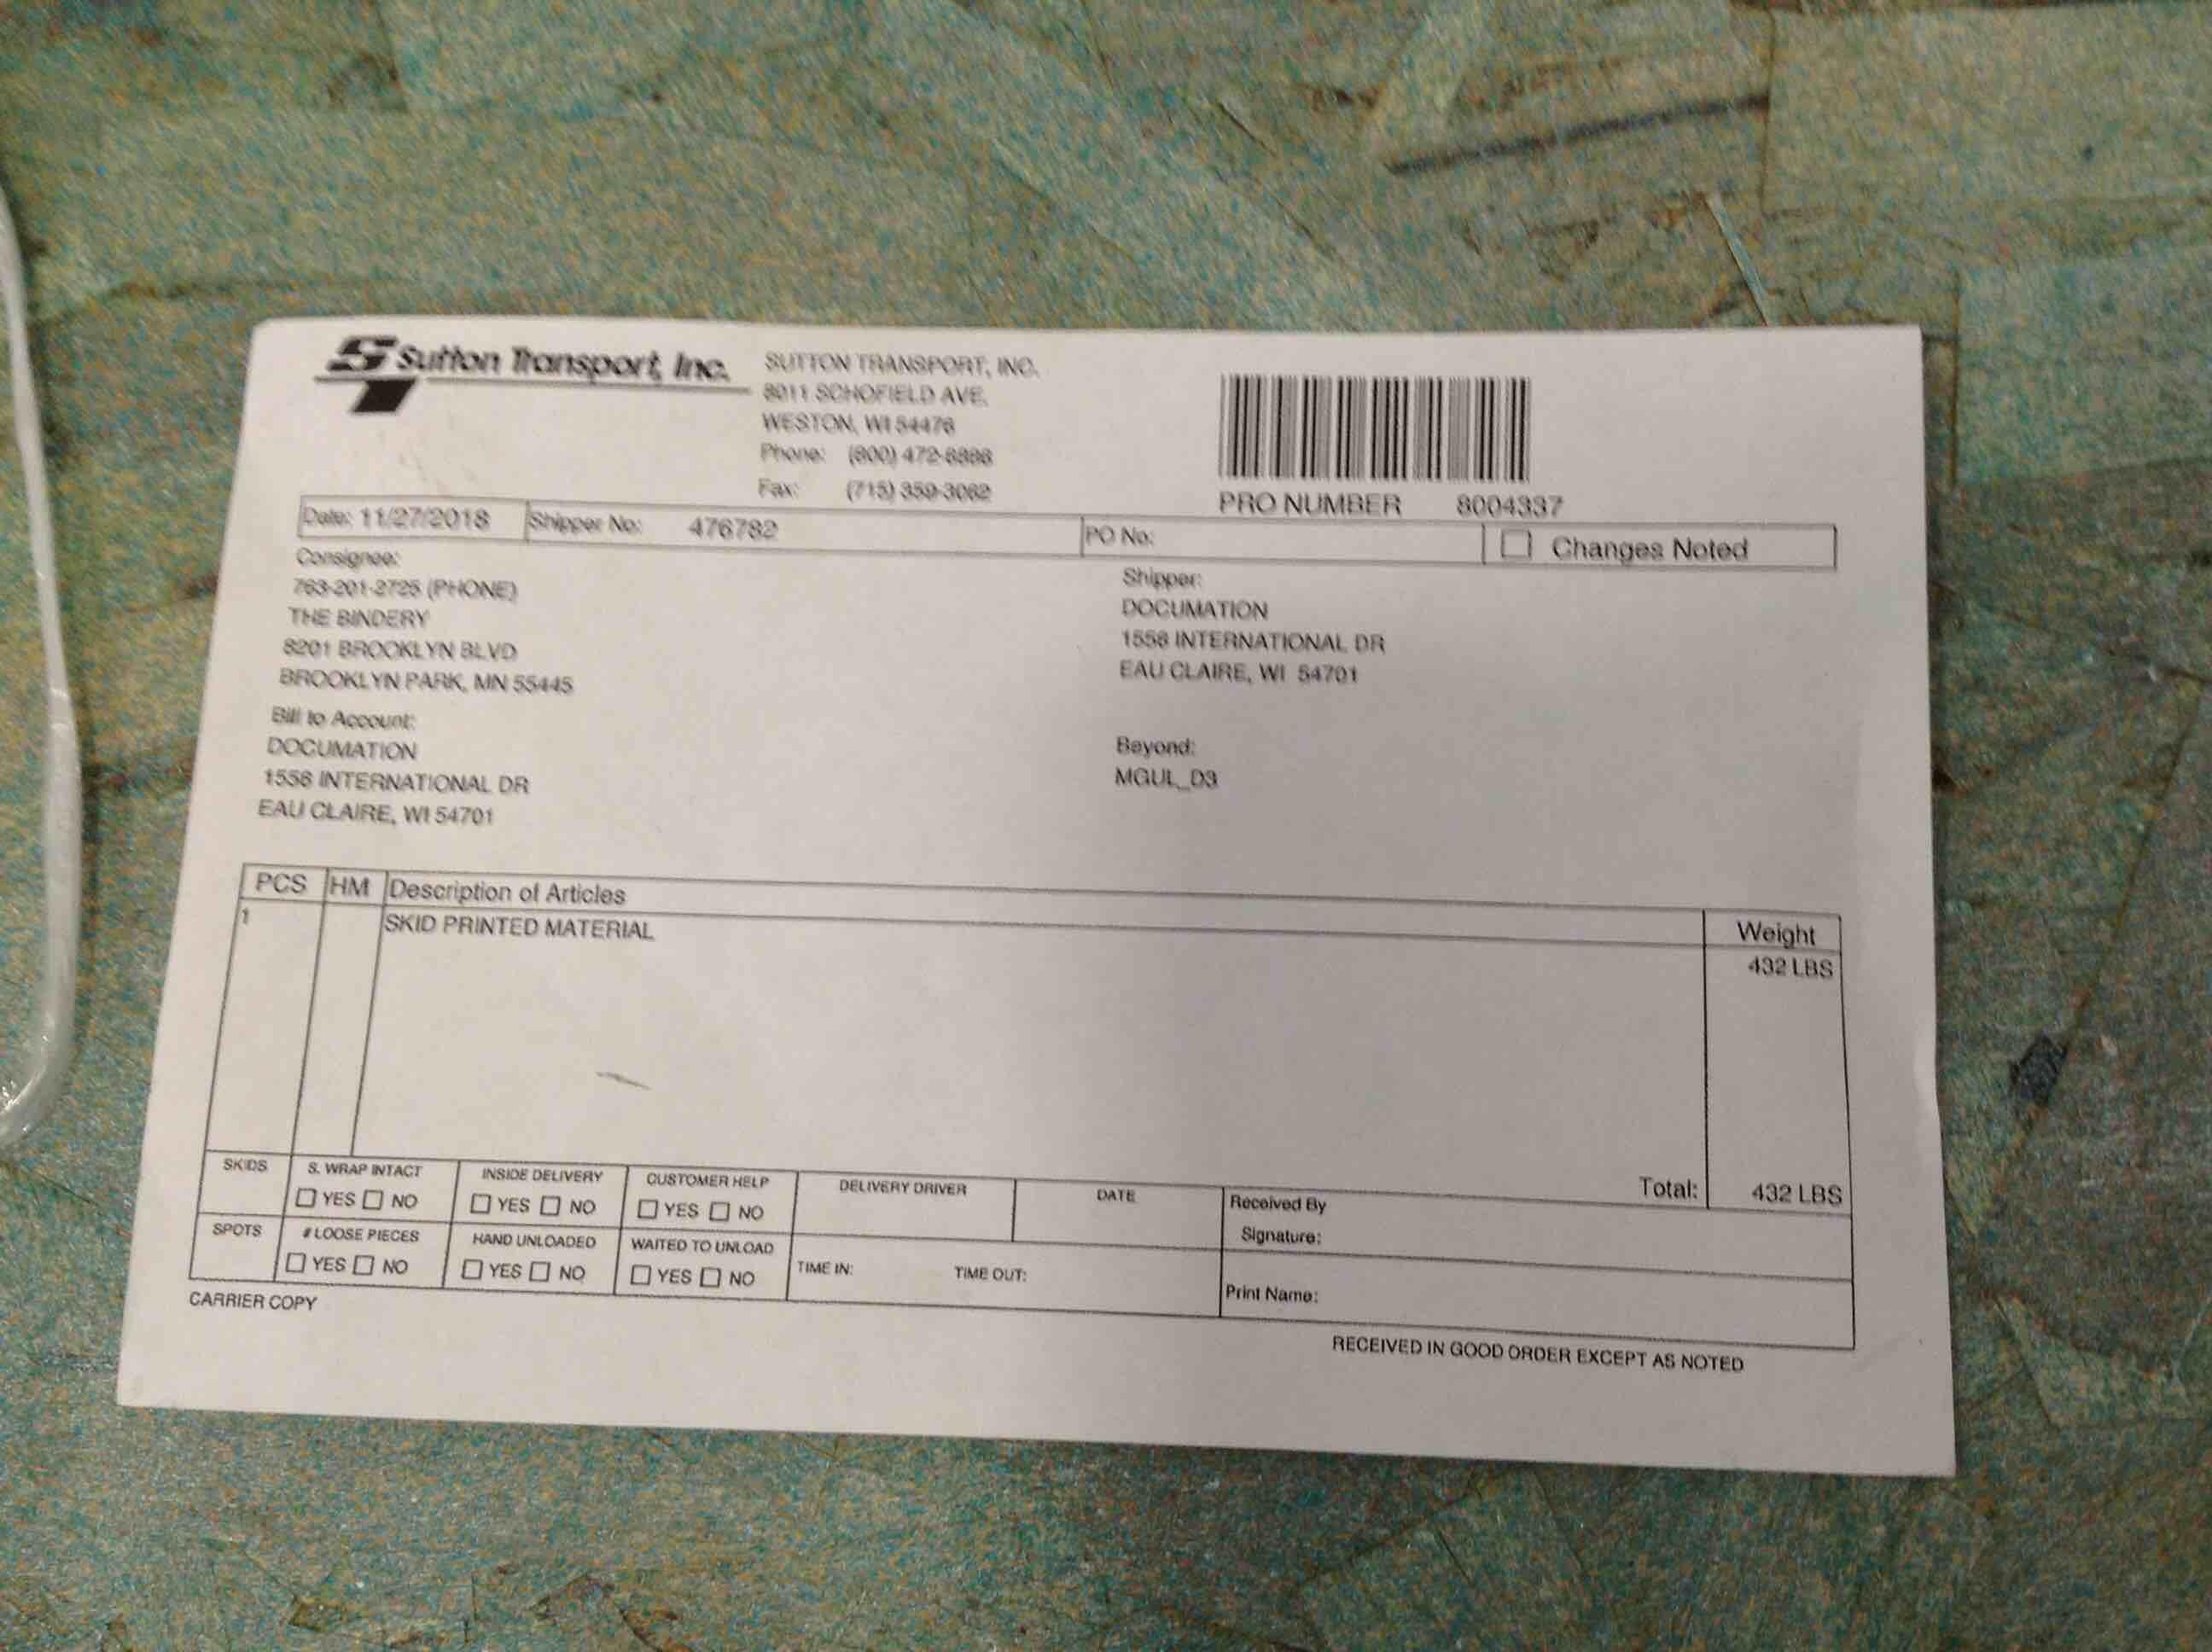 Sutton Transport, Inc.
SUTTON TRANSPORT, INC.
8011 SCHOFIELD AVE.
WESTON, WI 54476
Phone: (800) 472-8886
Fax: (715) 359-3062
PRO NUMBER 8004337
Date: 11/27/2018 Shipper No: 476782 PO No: Changes Noted
Consignee:
763-201-2725 (PHONE)
THE BINDERY
8201 BROOKLYN BLVD
BROOKLYN PARK, MN 55445
Shipper:
DOCUMATION
1556 INTERNATIONAL DR
EAU CLAIRE, WI 54701
Bill to Account:
DOCUMATION
1556 INTERNATIONAL DR
EAU CLAIRE, WI 54701
Beyond:
MGUL_D3
PCS HM Description of Articles Weight
1 SKID PRINTED MATERIAL 432 LBS
Total: 432 LBS
SKIDS S. WRAP INTACT INSIDE DELIVERY CUSTOMER HELP DELIVERY DRIVER DATE Received By
YES NO YES NO YES NO Signature:
SPOTS # LOOSE PIECES HAND UNLOADED WAITED TO UNLOAD
YES NO YES NO YES NO TIME IN: TIME OUT: Print Name:
CARRIER COPY
RECEIVED IN GOOD ORDER EXCEPT AS NOTED